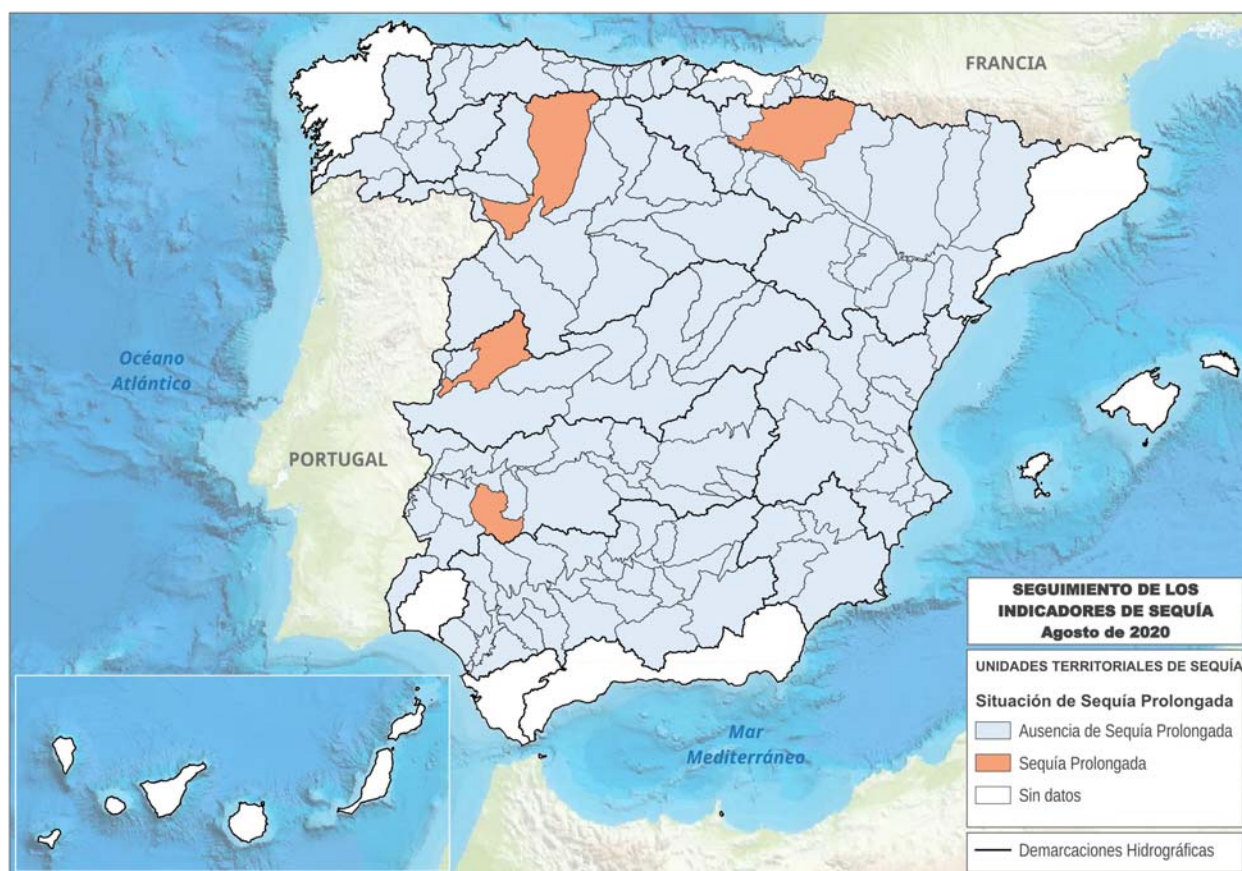 FRANCIA
Océano
Atlántico
PORTUGAL
Mar
Mediterráneo
SEGUIMIENTO DE LOS
INDICADORES DE SEQUÍA
Agosto de 2020
UNIDADES TERRITORIALES DE SEQUÍA
Situación de Sequía Prolongada
Ausencia de Sequía Prolongada
Sequía Prolongada
Sin datos
Demarcaciones Hidrográficas